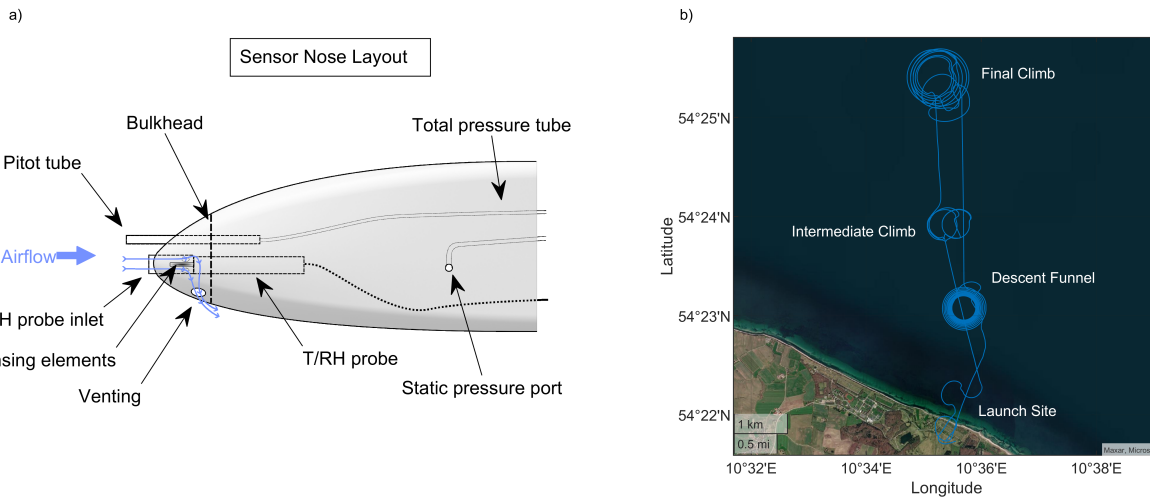 a)
Sensor Nose Layout
Bulkhead
Total pressure tube
Pitot tube
Airflow
H probe inlet
sing elements
Venting
T/RH probe
Static pressure port
b)
Final Climb
Intermediate Climb
Descent Funnel
Launch Site
54°25'N
54°24'N
54°23'N
54°22'N
Latitude
1 km
0.5 mi
Maxar, Micros
10°32'E
10°34'E
10°36'E
10°38'E
Longitude